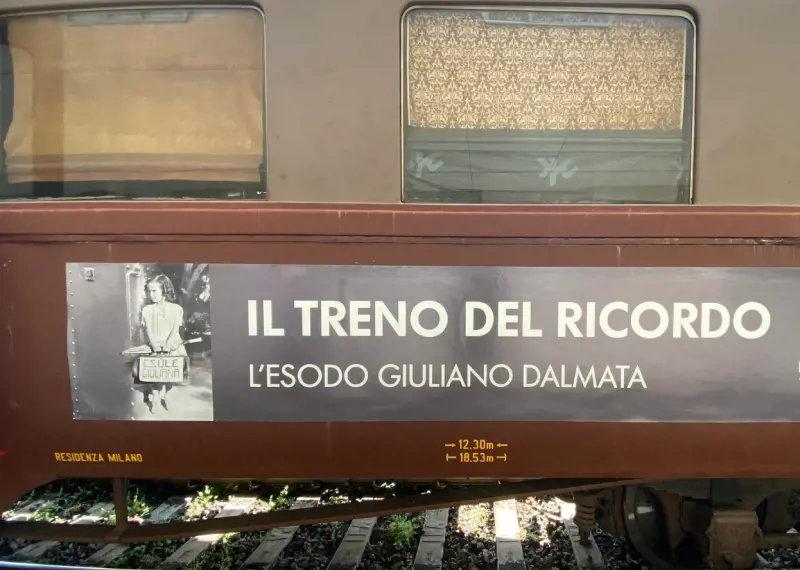 IL TRENO DEL RICORDO
L'ESODO GIULIANO DALMATA
ESULE
GIULIANA
RESIDENZA MILANO
12.30m
18.53m